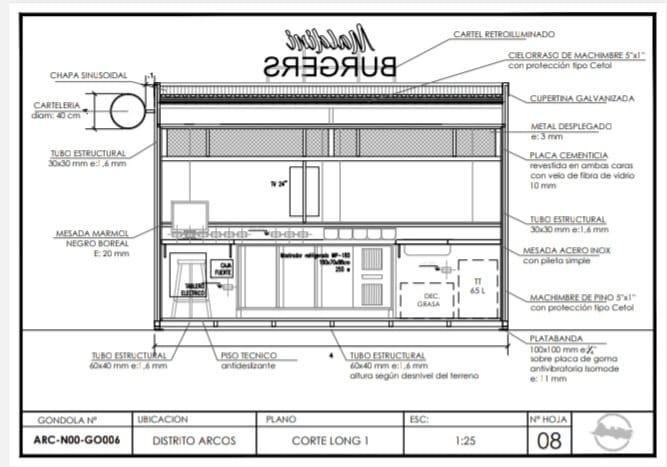 Maldini
BURGERS
CARTEL RETROILUMINADO
CIELORRASO DE MACHIMBRE 5"x1"
con protección tipo Cetol
CHAPA SINUSOIDAL
.1
CUPERTINA GALVANIZADA
CARTELERIA
diam: 40 cm
METAL DESPLEGADO
e: 3 mm
TUBO ESTRUCTURAL
30x30 mm e:1,6 mm
PLACA CEMENTICIA
revestida en ambas caras
con velo de fibra de vidrio
10 mm
TV 24"
TUBO ESTRUCTURAL
30x30 mm e:1,6 mm
MESADA MARMOL
NEGRO BOREAL
E: 20 mm
MESADA ACERO INOX
con pileta simple
Mostrador refrigerado
250 w
CAJA
FUERTE
TABLERO
ELECTRICO
DEC.
GRASA
TT
65 L
MACHIMBRE DE PINO 5"x1"
con protección tipo Cetol
TUBO ESTRUCTURAL
60x40 mm e:1,6 mm
PISO TECNICO
antideslizante
4
TUBO ESTRUCTURAL
60x40 mm e:1,6 mm
altura según desnivel del terreno
PLATABANDA
100x100 mm
sobre placa de goma
antivibratoria Isomode
e: 11 mm
GONDOLA Nº
UBICACION
PLANO
ESC:
Nº HOJA
ARC-N00-GO006
DISTRITO ARCOS
CORTE LONG 1
1:25
08